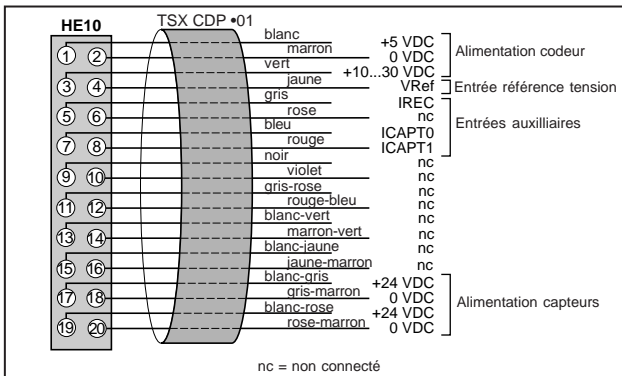 HE10 TSX CDP •01
blanc +5 VDC
1 2 marron 0 VDC Alimentation codeur
vert +10...30 VDC
3 4 jaune VRef Entrée référence tension
gris IREC
5 6 rose nc Entrées auxilliaires
bleu ICAPT0
7 8 rouge ICAPT1
noir nc
9 10 violet nc
gris-rose nc
11 12 rouge-bleu nc
blanc-vert nc
13 14 marron-vert nc
blanc-jaune nc
15 16 jaune-marron nc
blanc-gris +24 VDC
17 18 gris-marron 0 VDC Alimentation capteurs
blanc-rose +24 VDC
19 20 rose-marron 0 VDC
nc = non connecté